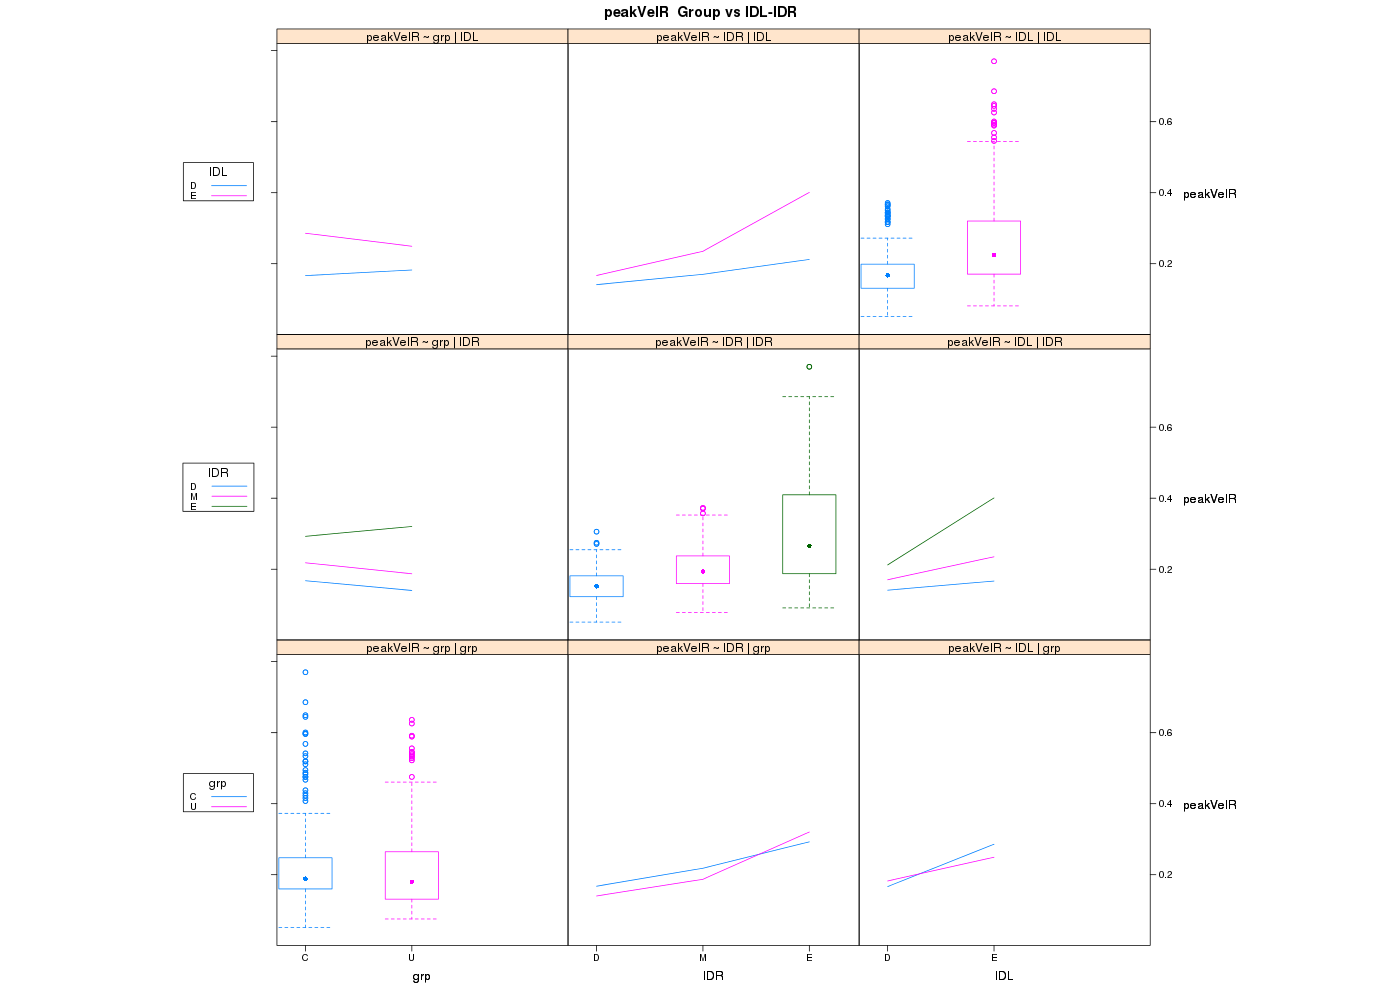 peakVelR Group vs IDL-IDR
peakVelR ~ grp | IDL
peakVelR ~ IDR | IDL
peakVelR ~ IDL | IDL
IDL
D
E
0.6
0.4
0.2
peakVelR
peakVelR ~ grp | IDR
peakVelR ~ IDR | IDR
peakVelR ~ IDL | IDR
IDR
D
M
E
0.6
0.4
0.2
peakVelR
peakVelR ~ grp | grp
peakVelR ~ IDR | grp
peakVelR ~ IDL | grp
grp
C
U
0.6
0.4
0.2
peakVelR
C U
D M E
D E
grp
IDR
IDL